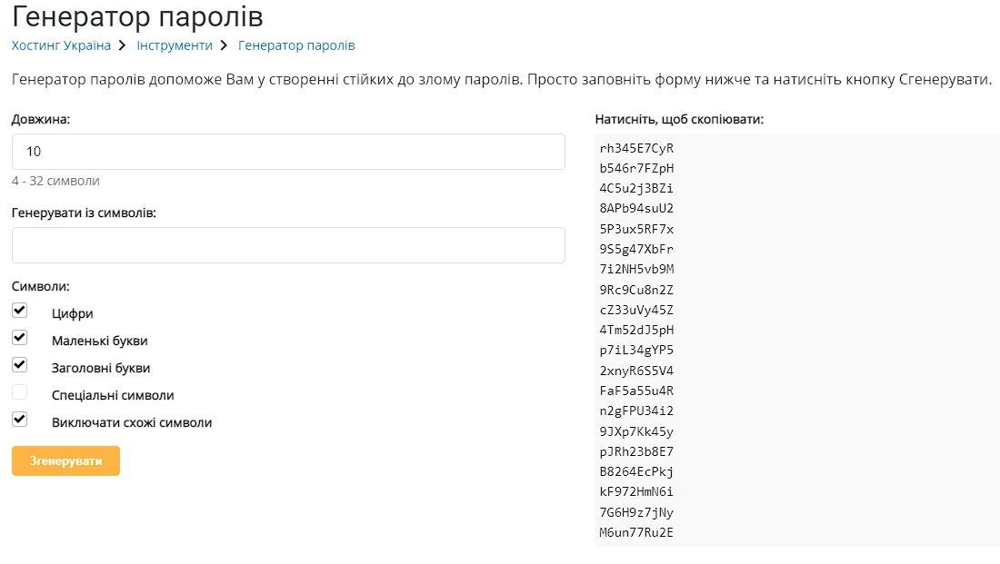 Генератор паролів
Хостинг Україна > Інструменти > Генератор паролів
Генератор паролів допоможе Вам у створенні стійких до злому паролів. Просто заповніть форму нижче та натисніть кнопку Сгенерувати.
Довжина:
10
4 - 32 символи
Генерувати із символів:
Символи:
Цифри
Маленькі букви
Заголовні букви
Спеціальні символи
Виключати схожі символи
Згенерувати
Натисніть, щоб скопіювати:
rh345E7CyR
b546r7FZpH
4C5u2j3BZi
8APb94suU2
5P3ux5RF7x
9S5g47XbFr
7i2NH5vb9M
9Rc9Cu8n2Z
cZ33uVy45Z
4Tm52dJ5pH
p7iL34gYP5
2xnyR6S5V4
FaF5a55u4R
n2gFPU34i2
9JXp7Kk45y
pJRh23b8E7
B8264EcPkj
kF972HmN6i
7G6H9z7jNy
M6un77Ru2E